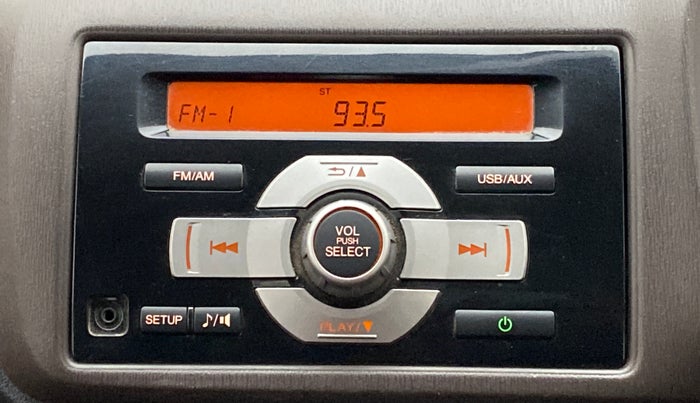 ST
FM-1 93.5
FM/AM
USB/AUX
VOL
PUSH
SELECT
SETUP
PLAY/